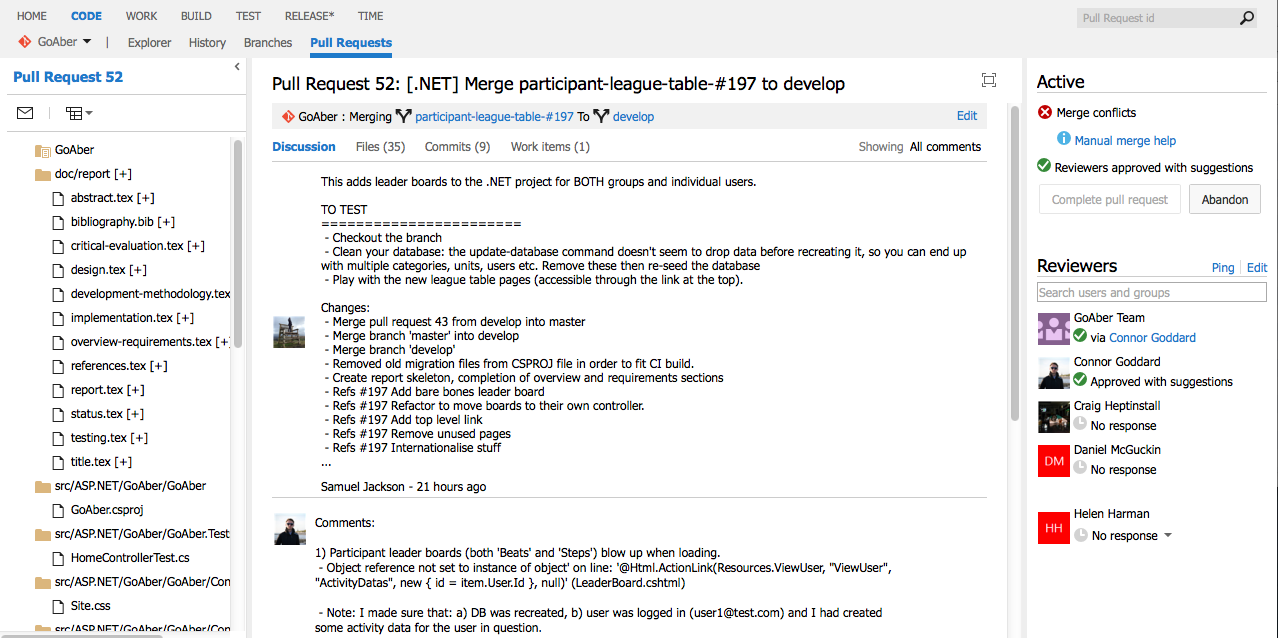 HOME CODE WORK BUILD TEST RELEASE* TIME
Pull Request id
GoAber | Explorer History Branches Pull Requests
Pull Request 52
GoAber
doc/report [+]
abstract.tex [+]
bibliography.bib [+]
critical-evaluation.tex [+]
design.tex [+]
development-methodology.tex
implementation.tex [+]
overview-requirements.tex [+]
references.tex [+]
report.tex [+]
status.tex [+]
testing.tex [+]
title.tex [+]
src/ASP.NET/GoAber/GoAber
GoAber.csproj
src/ASP.NET/GoAber/GoAber.Test
HomeControllerTest.cs
src/ASP.NET/GoAber/GoAber/Con
Site.css
src/ASP.NET/GoAber/GoAber/Con
Pull Request 52: [.NET] Merge participant-league-table-#197 to develop
GoAber : Merging participant-league-table-#197 To develop Edit
Discussion Files (35) Commits (9) Work items (1) Showing All comments
This adds leader boards to the .NET project for BOTH groups and individual users.
TO TEST
========================
- Checkout the branch
- Clean your database: the update-database command doesn't seem to drop data before recreating it, so you can end up
with multiple categories, units, users etc. Remove these then re-seed the database
- Play with the new league table pages (accessible through the link at the top).
Changes:
- Merge pull request 43 from develop into master
- Merge branch 'master' into develop
- Merge branch 'develop'
- Removed old migration files from CSPROJ file in order to fit CI build.
- Create report skeleton, completion of overview and requirements sections
- Refs #197 Add bare bones leader board
- Refs #197 Refactor to move boards to their own controller.
- Refs #197 Add top level link
- Refs #197 Remove unused pages
- Refs #197 Internationalise stuff
...
Samuel Jackson - 21 hours ago
Comments:
1) Participant leader boards (both 'Beats' and 'Steps') blow up when loading.
- Object reference not set to instance of object' on line: '@Html.ActionLink(Resources.ViewUser, "ViewUser",
"ActivityDatas", new { id = item.User.Id }, null)' (LeaderBoard.cshtml)
- Note: I made sure that: a) DB was recreated, b) user was logged in (user1@test.com) and I had created
some activity data for the user in question.
Active
Merge conflicts
Manual merge help
Reviewers approved with suggestions
Complete pull request Abandon
Reviewers Ping Edit
Search users and groups
GoAber Team
via Connor Goddard
Connor Goddard
Approved with suggestions
Craig Heptinstall
No response
DM Daniel McGuckin
No response
HH Helen Harman
No response